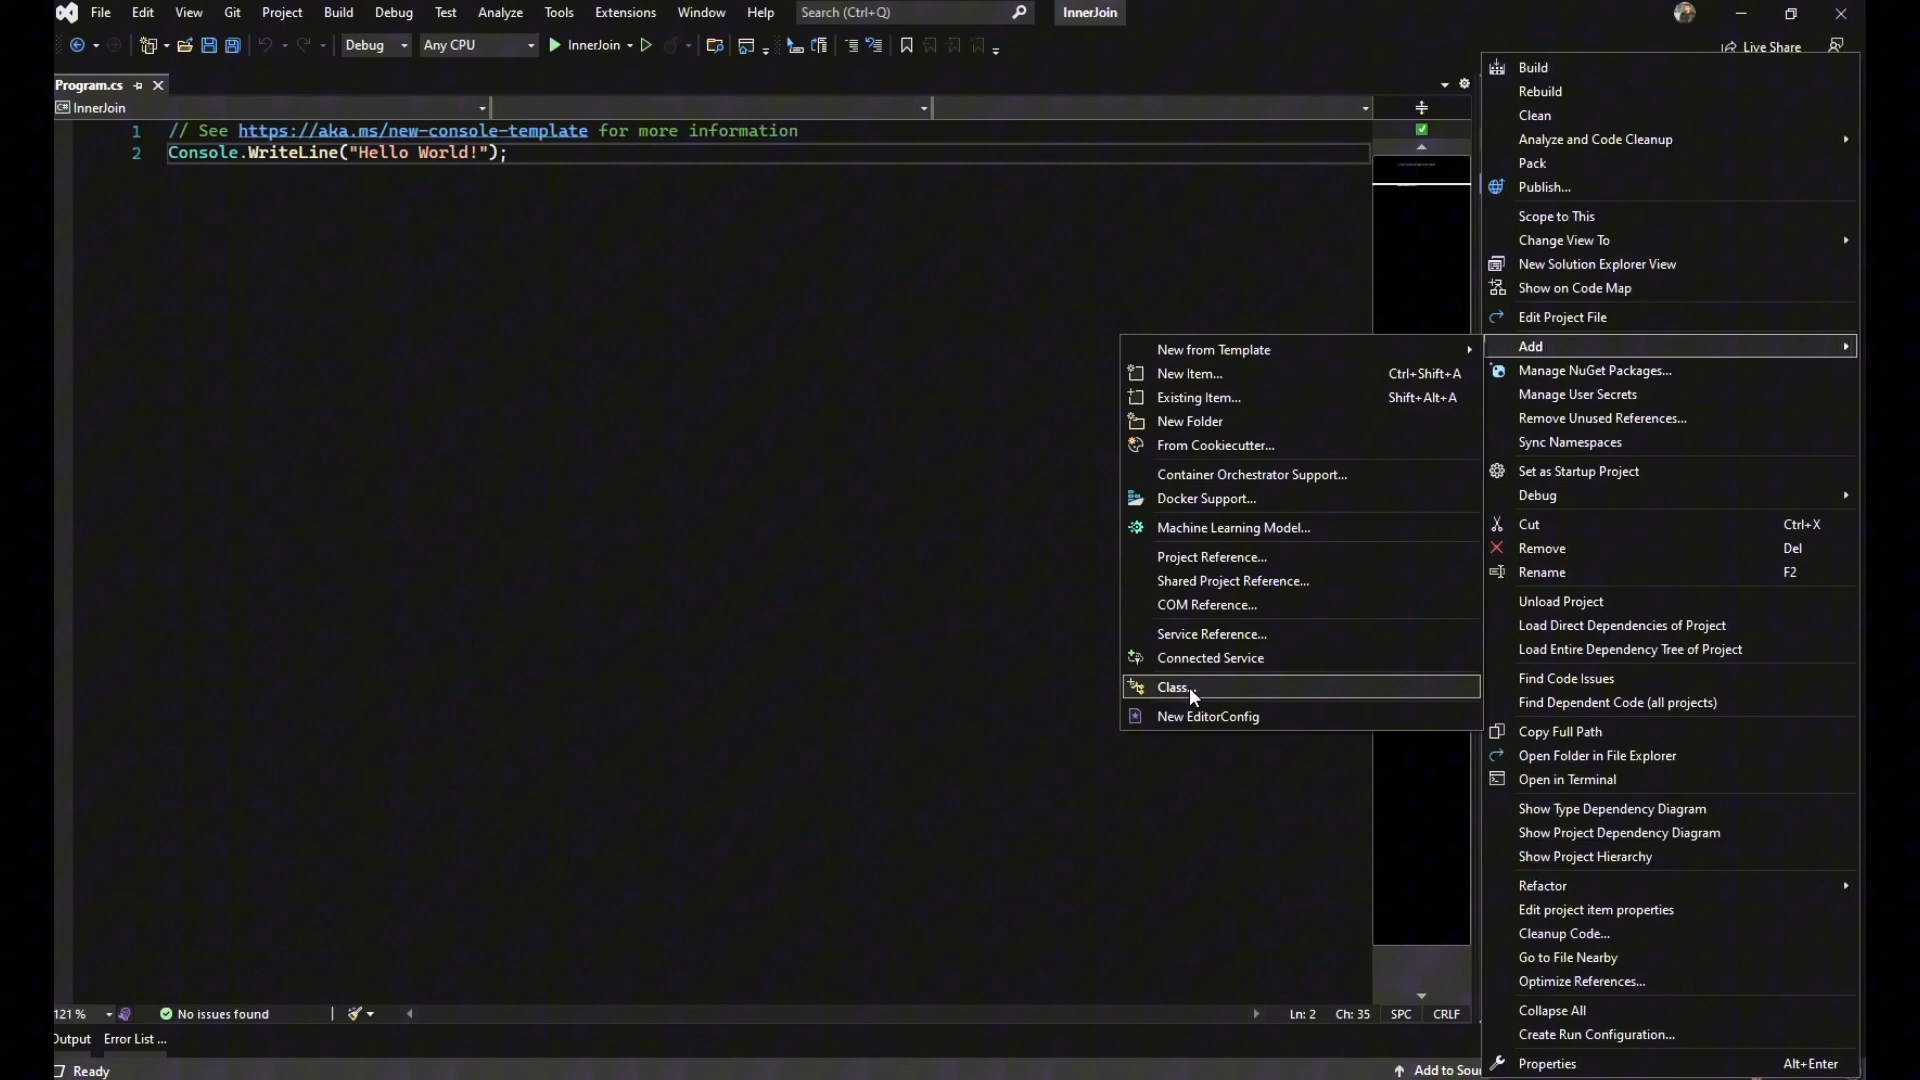 File Edit View Git Project Build Debug Test Analyze Tools Extensions Window Help Search (Ctrl+Q) InnerJoin
Debug Any CPU InnerJoin Live Share
Program.cs
InnerJoin
1 // See https://aka.ms/new-console-template for more information
2 Console.WriteLine("Hello World!");
New from Template
New Item... Ctrl+Shift+A
Existing Item... Shift+Alt+A
New Folder
From Cookiecutter...
Container Orchestrator Support...
Docker Support...
Machine Learning Model...
Project Reference...
Shared Project Reference...
COM Reference...
Service Reference...
Connected Service
Class...
New EditorConfig
Build
Rebuild
Clean
Analyze and Code Cleanup
Pack
Publish...
Scope to This
Change View To
New Solution Explorer View
Show on Code Map
Edit Project File
Add
Manage NuGet Packages...
Manage User Secrets
Remove Unused References...
Sync Namespaces
Set as Startup Project
Debug
Cut Ctrl+X
Remove Del
Rename F2
Unload Project
Load Direct Dependencies of Project
Load Entire Dependency Tree of Project
Find Code Issues
Find Dependent Code (all projects)
Copy Full Path
Open Folder in File Explorer
Open in Terminal
Show Type Dependency Diagram
Show Project Dependency Diagram
Show Project Hierarchy
Refactor
Edit project item properties
Cleanup Code...
Go to File Nearby
Optimize References...
Collapse All
Create Run Configuration...
Properties Alt+Enter
121 % No issues found Ln: 2 Ch: 35 SPC CRLF
Output Error List ...
Ready Add to Sou